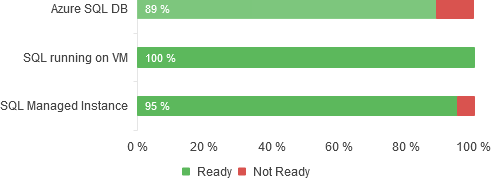 Azure SQL DB
89 %
SQL running on VM
100 %
SQL Managed Instance
95 %
0 % 20 % 40 % 60 % 80 % 100 %
Ready Not Ready